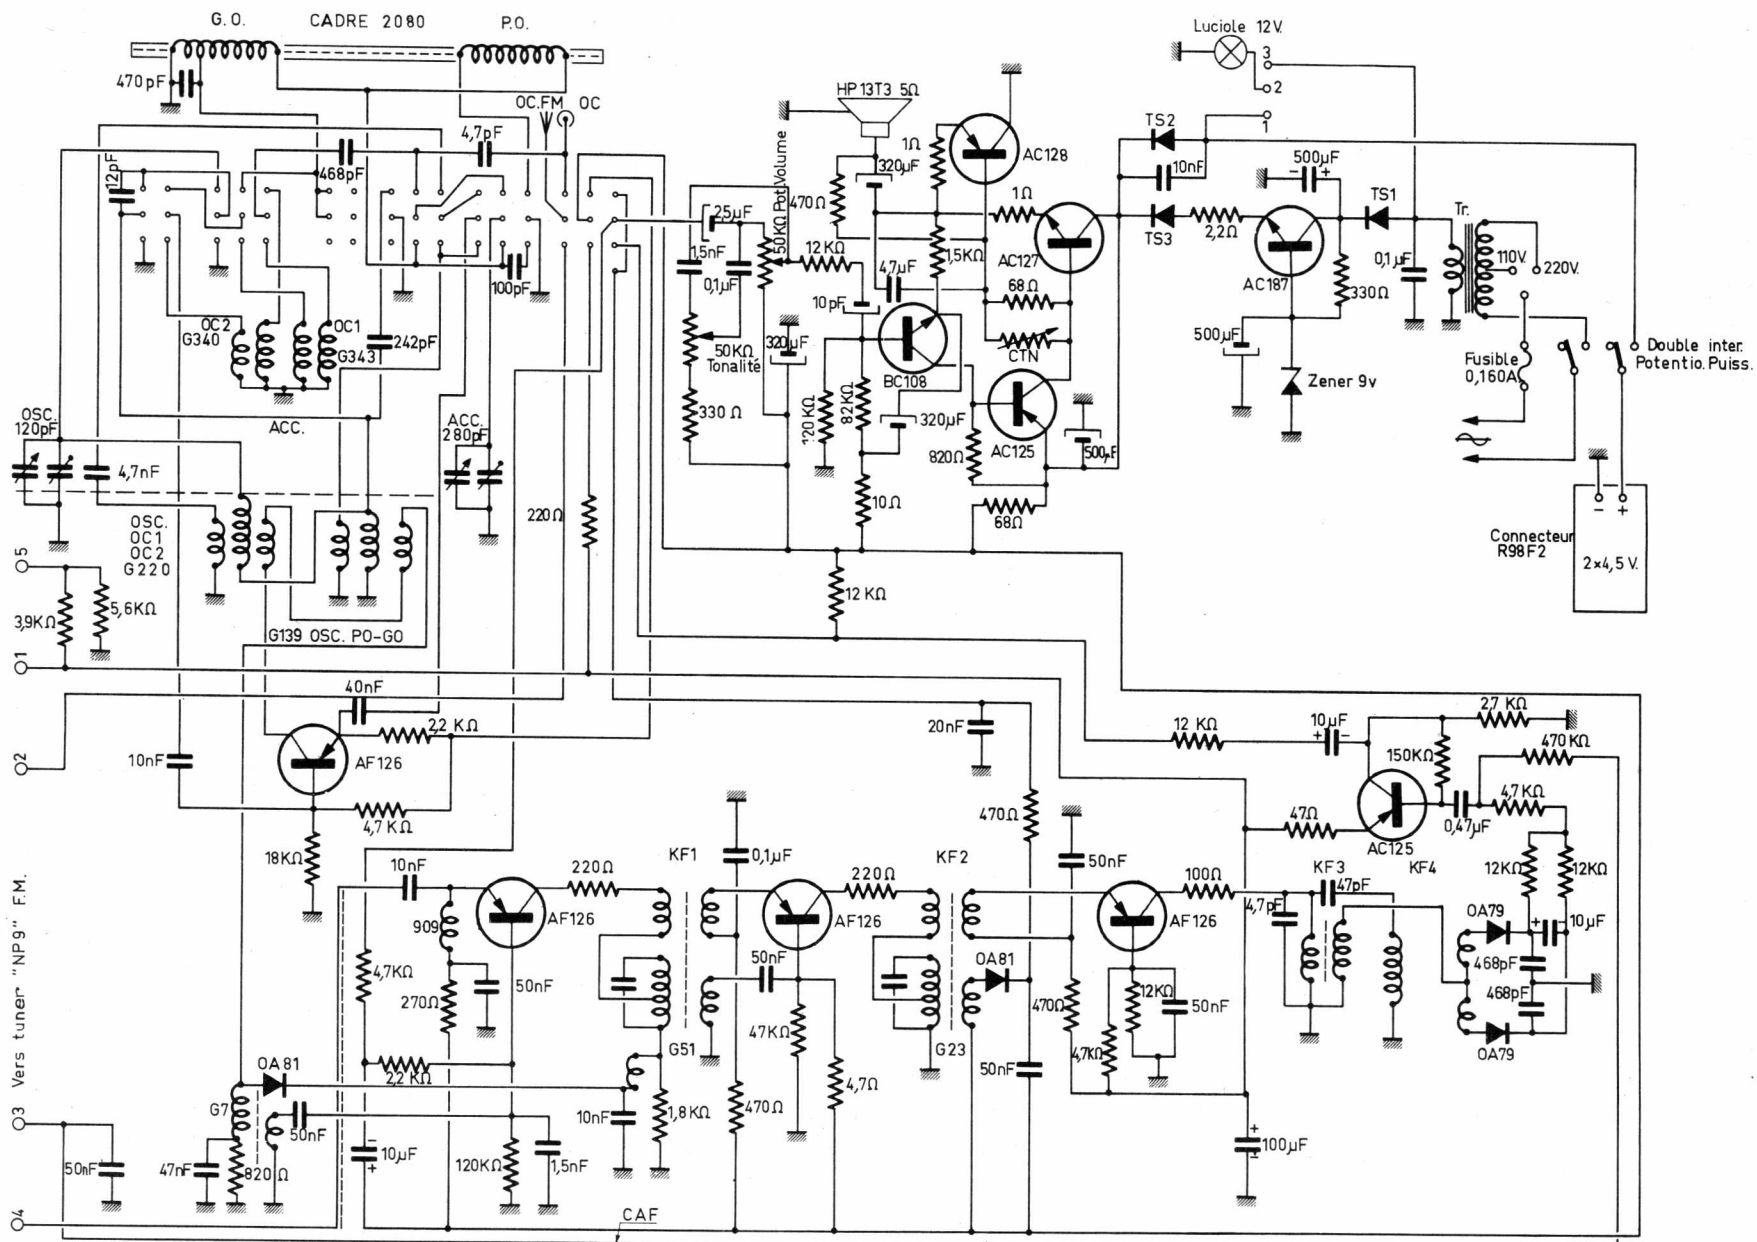 G.O. CADRE 2080 P.O.
Luciole 12V.
3
2
1
470pF
OC.FM OC
HP 13T3 5Ω
4,7pF
468pF
12pF
100pF
OC2
G340
OC1
G343
242pF
OSC.
120pF
ACC.
ACC.
280pF
4,7nF
OSC.
OC1
OC2
G220
220Ω
5
3,9KΩ
5,6KΩ
G139 OSC. PO-GO
1
2
3
4
Vers tuner "NP9" F.M.
25µF
1,5nF
0,1µF
50KΩ Pot.Volume
50KΩ
Tonalité
330Ω
320µF
12KΩ
470Ω
320µF
10pF
4,7µF
1Ω
AC128
1Ω
AC127
1,5KΩ
68Ω
CTN
BC108
120KΩ
82KΩ
320µF
10Ω
820Ω
AC125
500µF
68Ω
12KΩ
TS2
10nF
TS3
2,2Ω
500µF
- +
AC187
TS1
330Ω
0,1µF
Tr.
110V.
220V.
500µF
Zener 9v
Fusible
0,160A
Double inter.
Potentio.Puiss.
- +
Connecteur
R98F2
2×4,5V.
40nF
2,2KΩ
AF126
10nF
4,7KΩ
18KΩ
20nF
12KΩ
10µF
+ -
2,7KΩ
150KΩ
470KΩ
47Ω
AC125
0,47µF
4,7KΩ
12KΩ
12KΩ
10nF
909
AF126
220Ω
KF1
0,1µF
AF126
220Ω
KF2
470Ω
50nF
AF126
100Ω
KF3
47pF
KF4
4,7pF
OA79
+ -
10µF
468pF
468pF
OA79
4,7KΩ
270Ω
50nF
50nF
47KΩ
4,7Ω
OA81
470Ω
4,7KΩ
12KΩ
50nF
G51
G23
50nF
2,2KΩ
OA81
G7
50nF
50nF
47nF
820Ω
-
10µF
+
120KΩ
1,5nF
10nF
1,8KΩ
470Ω
+
100µF
-
CAF